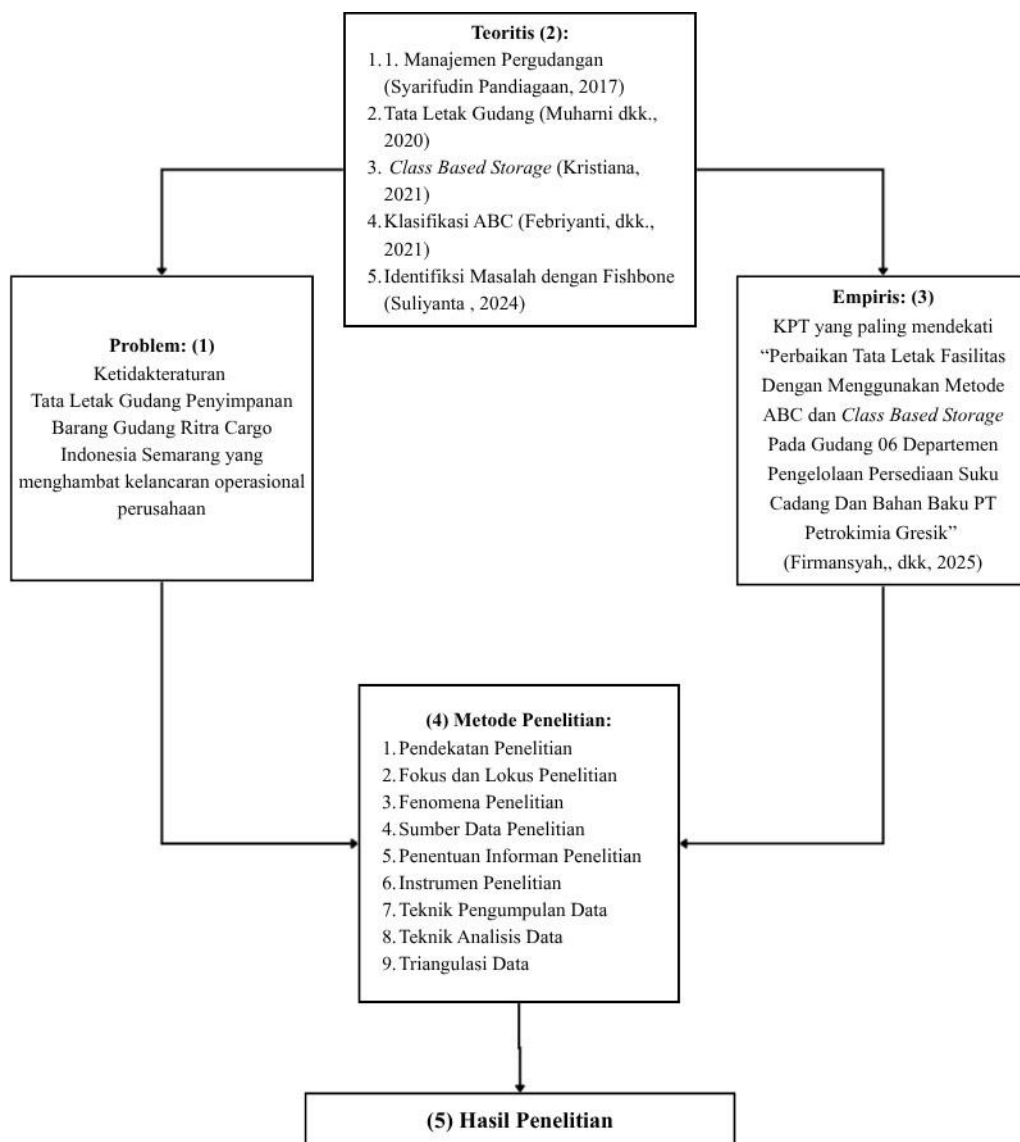 Teoritis (2):
1. 1. Manajemen Pergudangan
(Syarifudin Pandiagaan, 2017)
2. Tata Letak Gudang (Muharni dkk.,
2020)
3. Class Based Storage (Kristiana,
2021)
4. Klasifikasi ABC (Febriyanti, dkk.,
2021)
5. Identifiksi Masalah dengan Fishbone
(Suliyanta , 2024)
Problem: (1)
Ketidakteraturan
Tata Letak Gudang Penyimpanan
Barang Gudang Ritra Cargo
Indonesia Semarang yang
menghambat kelancaran operasional
perusahaan
Empiris: (3)
KPT yang paling mendekati
“Perbaikan Tata Letak Fasilitas
Dengan Menggunakan Metode
ABC dan Class Based Storage
Pada Gudang 06 Departemen
Pengelolaan Persediaan Suku
Cadang Dan Bahan Baku PT
Petrokimia Gresik”
(Firmansyah,, dkk, 2025)
(4) Metode Penelitian:
1. Pendekatan Penelitian
2. Fokus dan Lokus Penelitian
3. Fenomena Penelitian
4. Sumber Data Penelitian
5. Penentuan Informan Penelitian
6. Instrumen Penelitian
7. Teknik Pengumpulan Data
8. Teknik Analisis Data
9. Triangulasi Data
(5) Hasil Penelitian